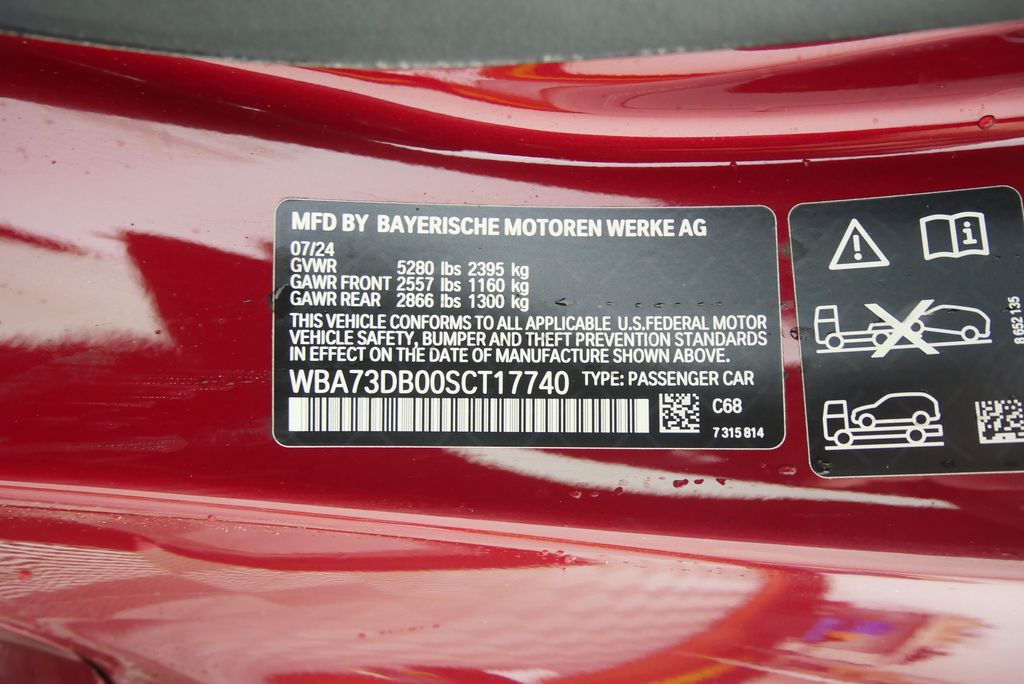 MFD BY BAYERISCHE MOTOREN WERKE AG
07/24
GVWR 5280 lbs 2395 kg
GAWR FRONT 2557 lbs 1160 kg
GAWR REAR 2866 lbs 1300 kg
THIS VEHICLE CONFORMS TO ALL APPLICABLE U.S.FEDERAL MOTOR
VEHICLE SAFETY, BUMPER AND THEFT PREVENTION STANDARDS
IN EFFECT ON THE DATE OF MANUFACTURE SHOWN ABOVE.
WBA73DB00SCT17740 TYPE: PASSENGER CAR
C68
7 315 814
i
8 652 135